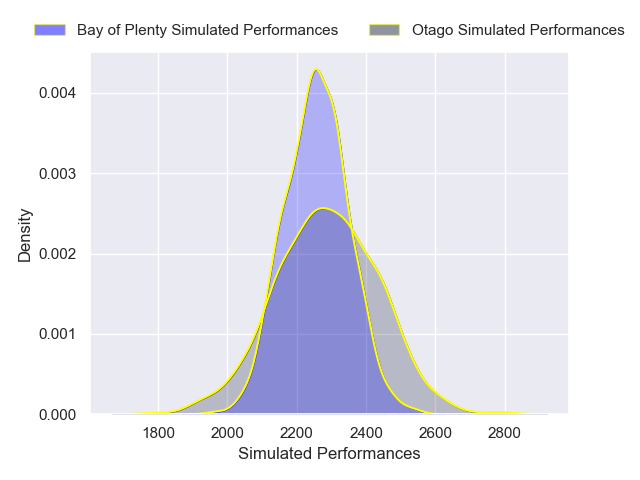 Bay of Plenty Simulated Performances
Otago Simulated Performances
0.004
0.003
0.002
0.001
0.000
Density
1800 2000 2200 2400 2600 2800
Simulated Performances